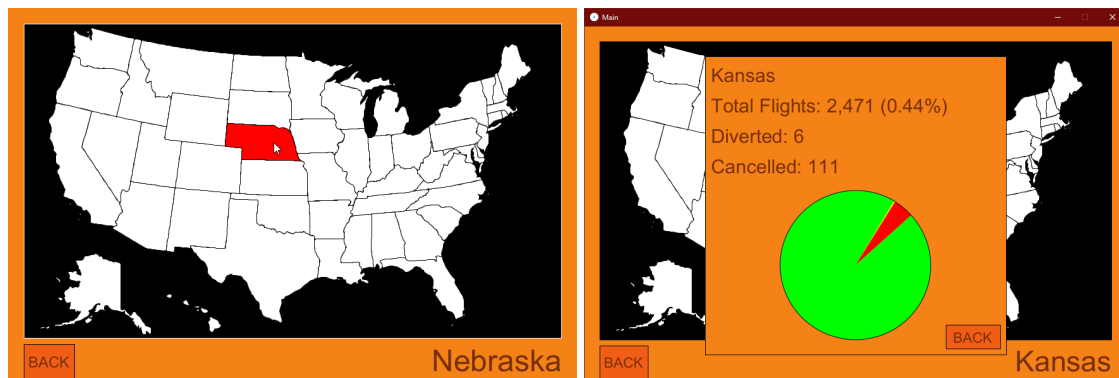 BACK
Nebraska
Main
Kansas
Total Flights: 2,471 (0.44%)
Diverted: 6
Cancelled: 111
BACK
BACK
Kansas